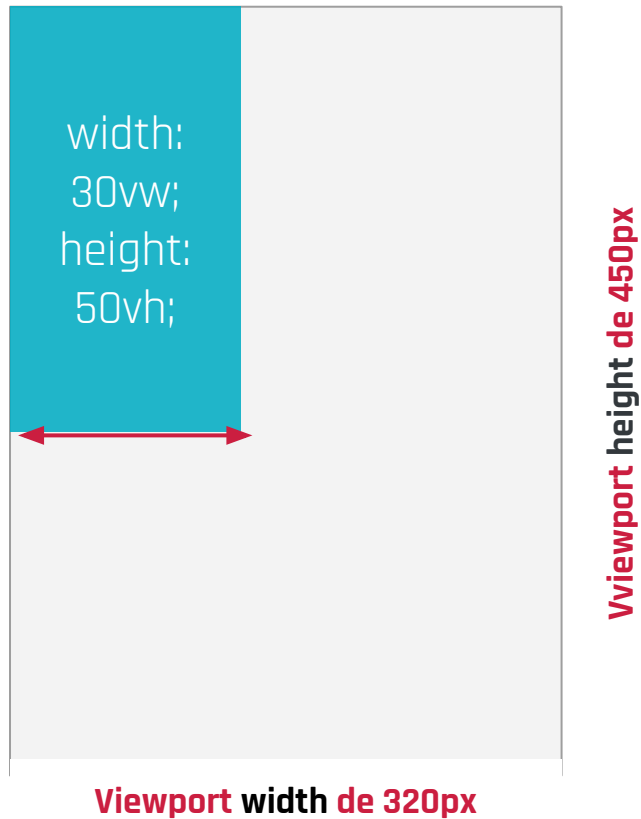 width:
30vw;
height:
50vh;
Vviewport height de 450px
Viewport width de 320px